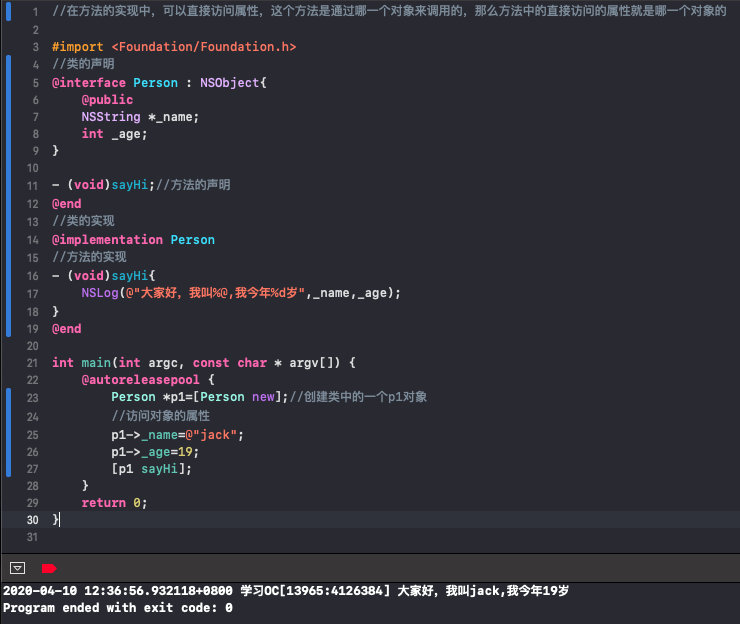 1 //在方法的实现中，可以直接访问属性，这个方法是通过哪一个对象来调用的，那么方法中的直接访问的属性就是哪一个对象的
2
3 #import <Foundation/Foundation.h>
4 //类的声明
5 @interface Person : NSObject{
6     @public
7     NSString *_name;
8     int _age;
9 }
10
11 - (void)sayHi;//方法的声明
12 @end
13 //类的实现
14 @implementation Person
15 //方法的实现
16 - (void)sayHi{
17     NSLog(@"大家好，我叫%@,我今年%d岁",_name,_age);
18 }
19 @end
20
21 int main(int argc, const char * argv[]) {
22     @autoreleasepool {
23         Person *p1=[Person new];//创建类中的一个p1对象
24         //访问对象的属性
25         p1->_name=@"jack";
26         p1->_age=19;
27         [p1 sayHi];
28     }
29     return 0;
30 }
31
2020-04-10 12:36:56.932118+0800 学习OC[13965:4126384] 大家好，我叫jack,我今年19岁
Program ended with exit code: 0